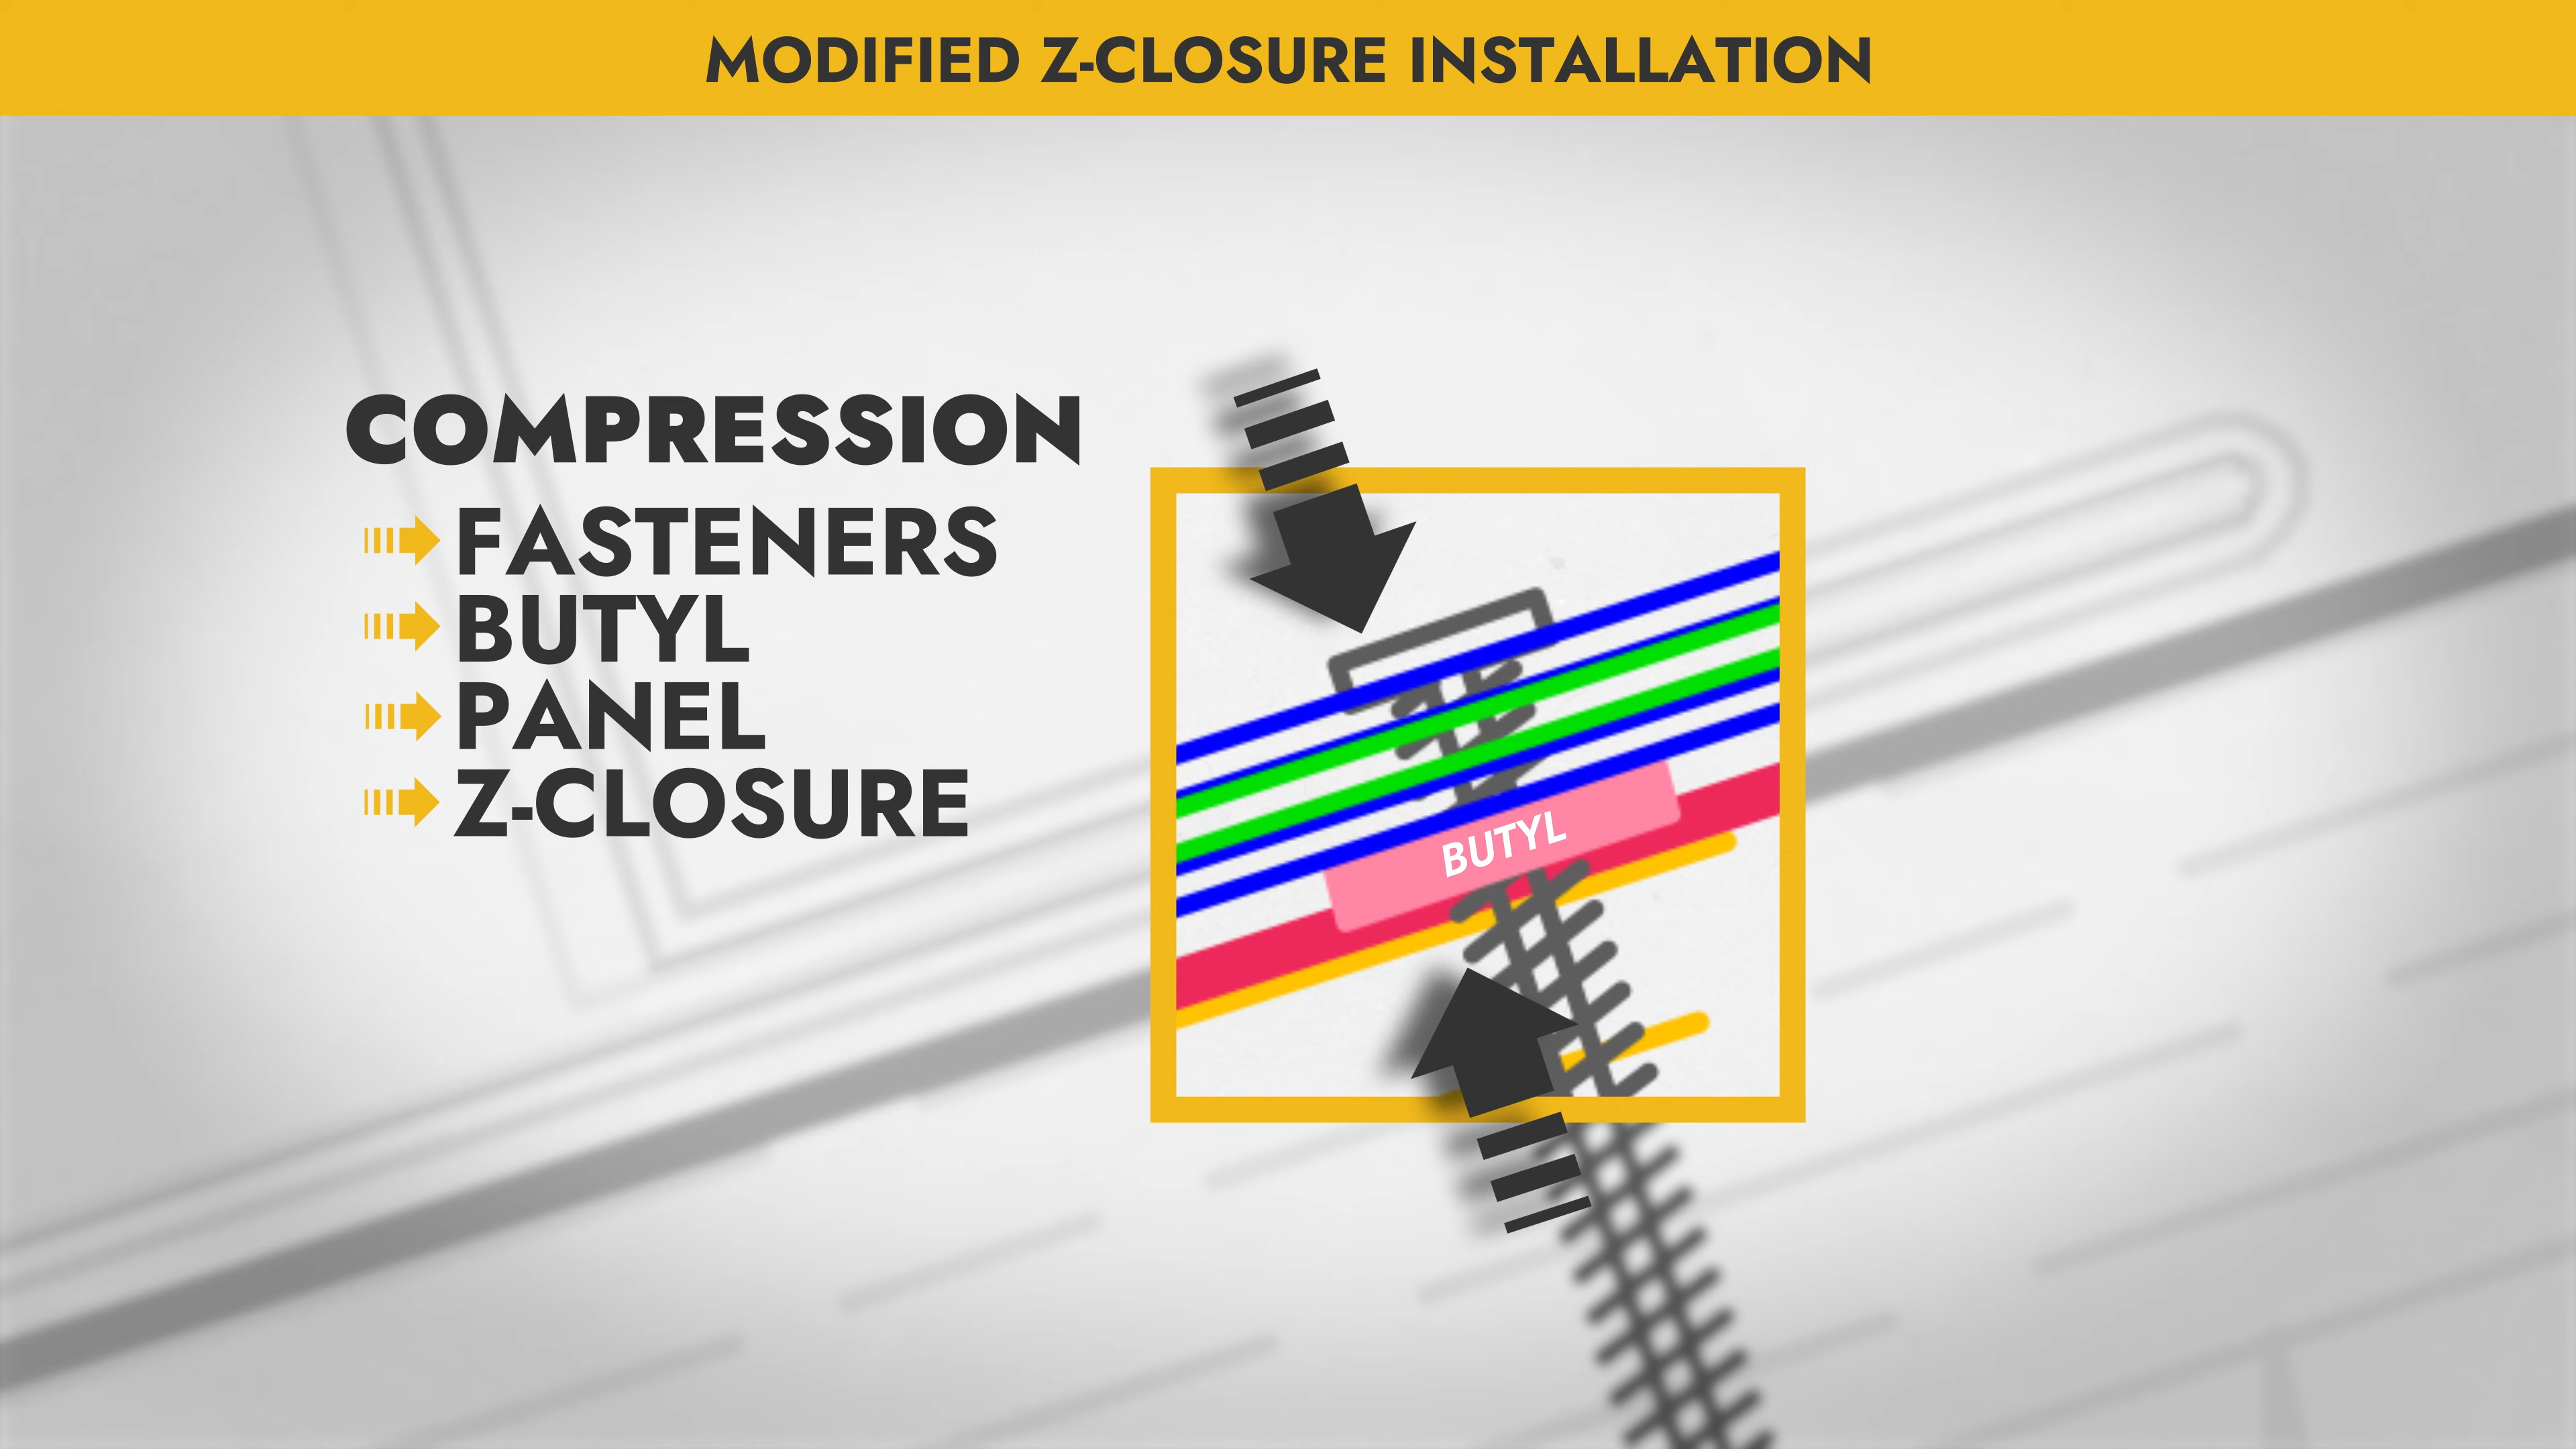 MODIFIED Z-CLOSURE INSTALLATION
COMPRESSION
FASTENERS
BUTYL
PANEL
Z-CLOSURE
BUTYL